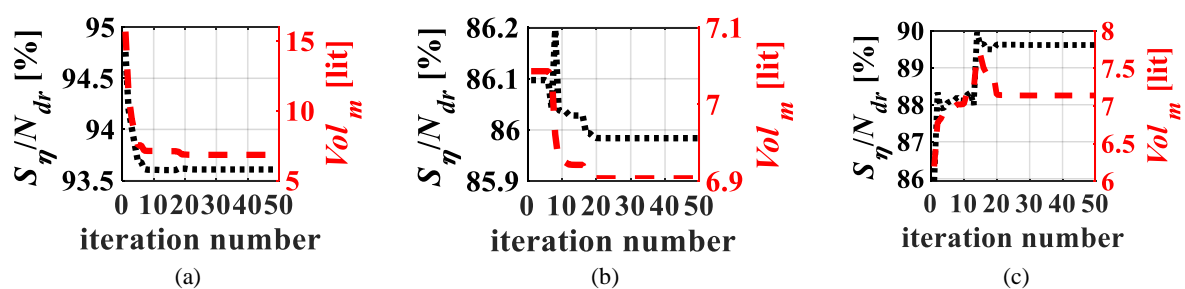 95
94.5
94
93.5
S_η/N_dr [%]
15
10
5
Vol_m [lit]
0 10 20 30 40 50
iteration number
(a)
86.2
86.1
86
85.9
S_η/N_dr [%]
7.1
7
6.9
Vol_m [lit]
0 10 20 30 40 50
iteration number
(b)
90
89
88
87
86
S_η/N_dr [%]
8
7.5
7
6.5
6
Vol_m [lit]
0 10 20 30 40 50
iteration number
(c)